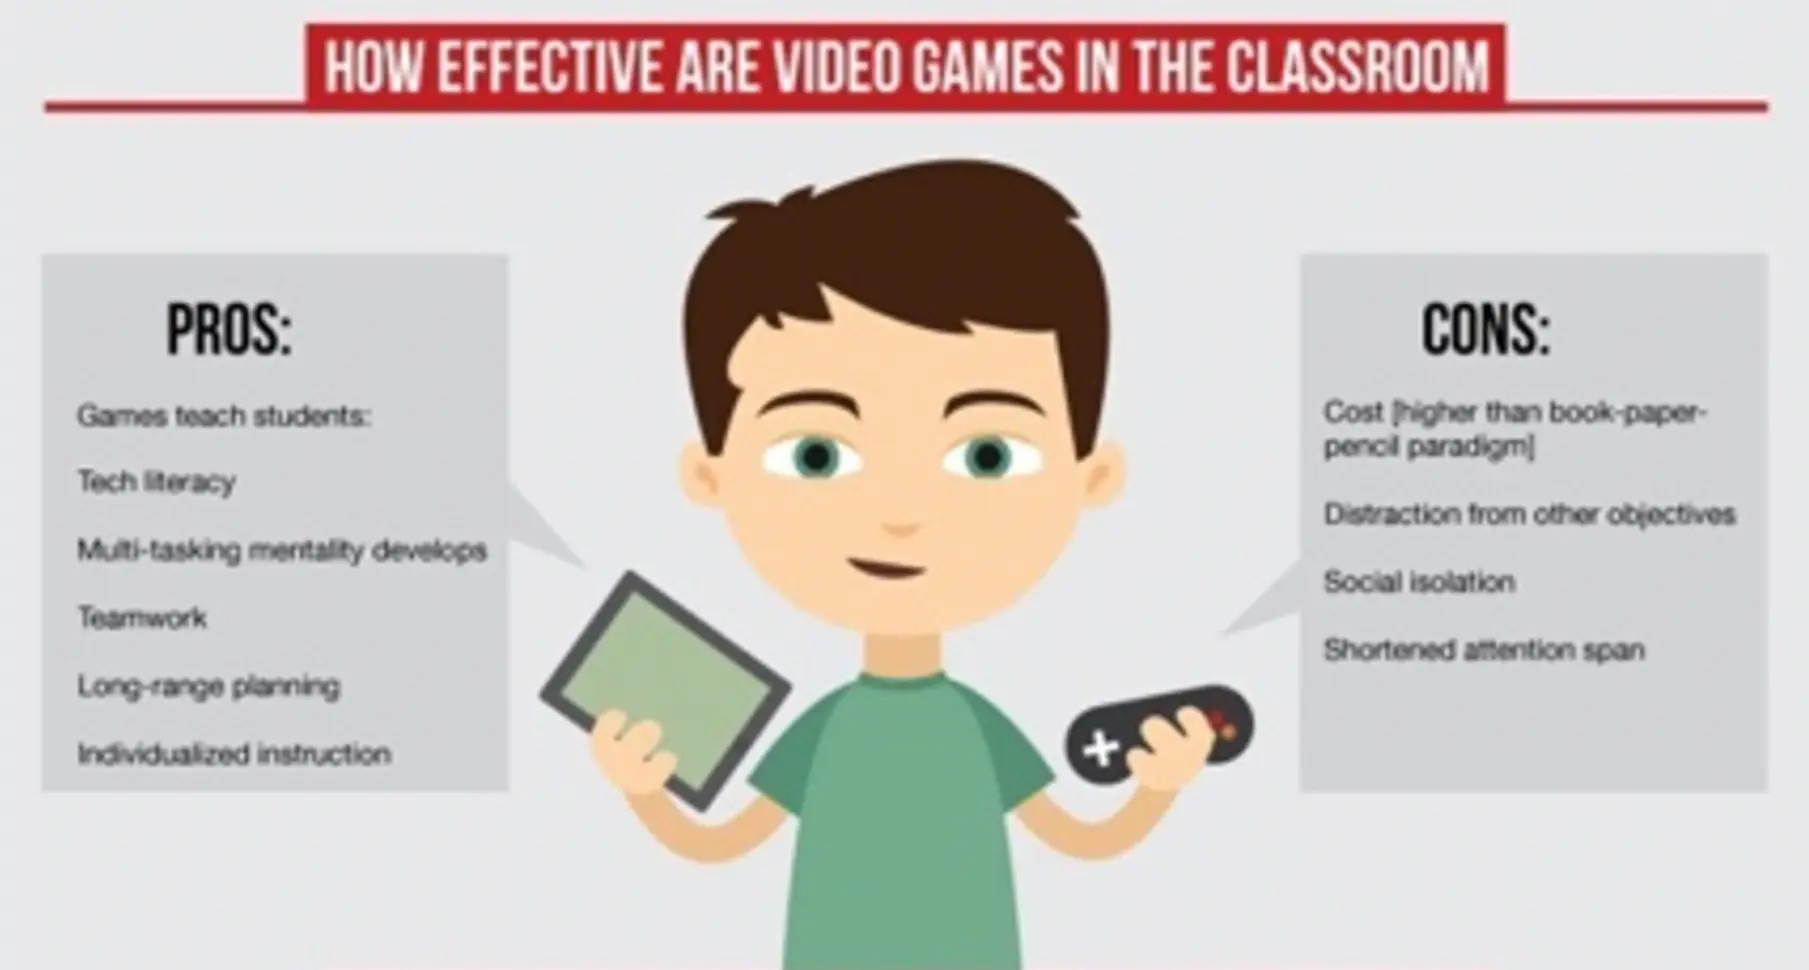 HOW EFFECTIVE ARE VIDEO GAMES IN THE CLASSROOM
PROS:
Games teach students:
Tech literacy
Multi-tasking mentality develops
Teamwork
Long-range planning
Individualized instruction
CONS:
Cost [higher than book-paper-
pencil paradigm]
Distraction from other objectives
Social isolation
Shortened attention span